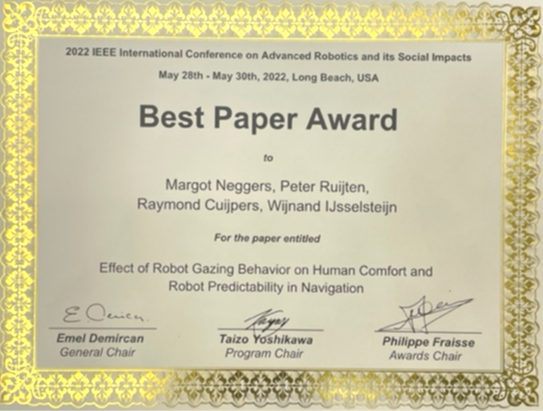 2022 IEEE International Conference on Advanced Robotics and its Social Impacts
May 28th - May 30th, 2022, Long Beach, USA
Best Paper Award
to
Margot Neggers, Peter Ruijten,
Raymond Cuijpers, Wijnand IJsselsteijn
For the paper entitled
Effect of Robot Gazing Behavior on Human Comfort and
Robot Predictability in Navigation
Emel Demircan
General Chair
Taizo Yoshikawa
Program Chair
Philippe Fraisse
Awards Chair